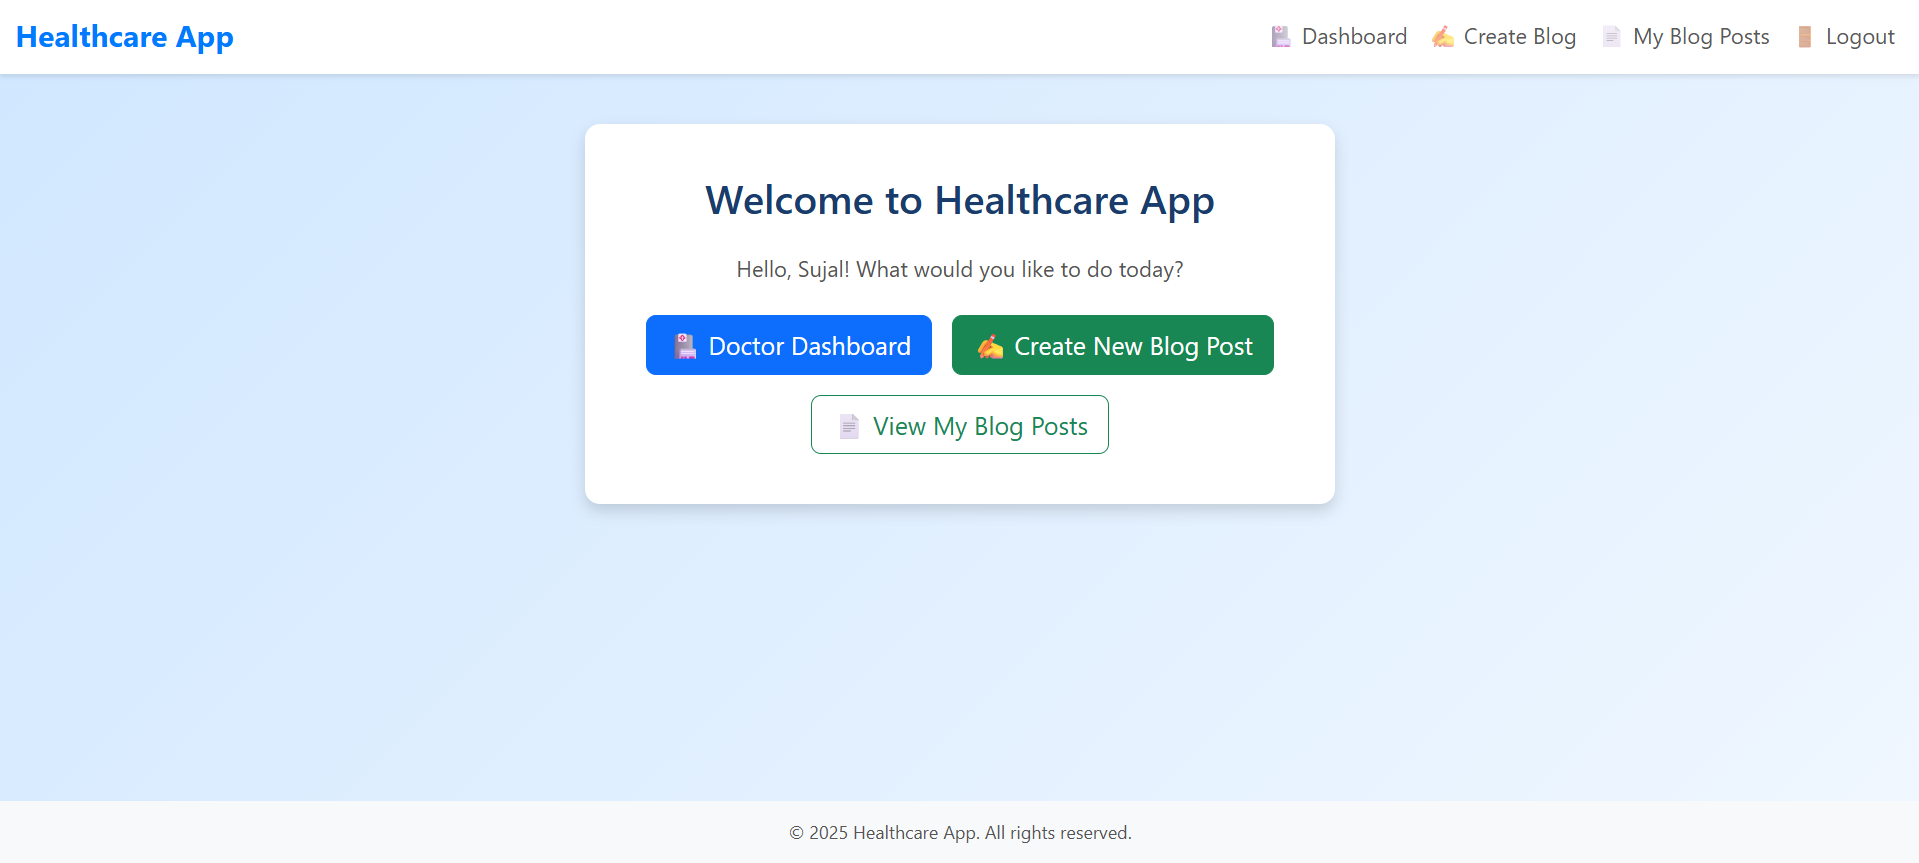 Healthcare App
Dashboard Create Blog My Blog Posts Logout
Welcome to Healthcare App
Hello, Sujal! What would you like to do today?
Doctor Dashboard
Create New Blog Post
View My Blog Posts
© 2025 Healthcare App. All rights reserved.